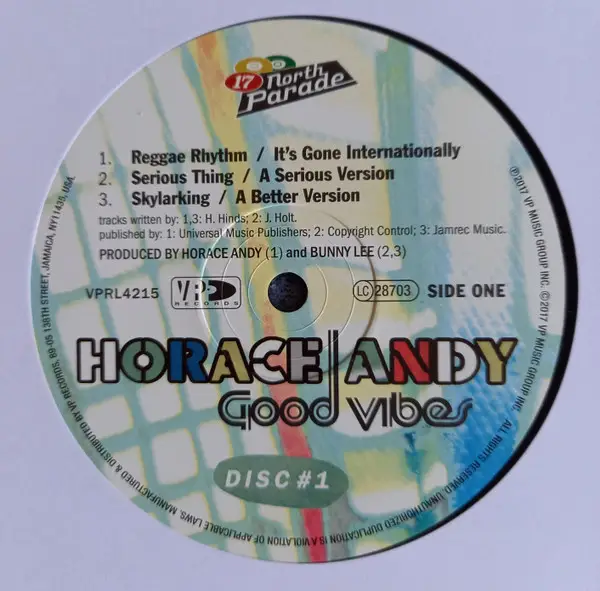 17 North
Parade
1. Reggae Rhythm / It's Gone Internationally
2. Serious Thing / A Serious Version
3. Skylarking / A Better Version
tracks written by: 1,3: H. Hinds; 2: J. Holt.
published by: 1: Universal Music Publishers; 2: Copyright Control; 3: Jamrec Music.
PRODUCED BY HORACE ANDY (1) and BUNNY LEE (2,3)
VPRL4215 VP RECORDS LC 28703 SIDE ONE
HORACE ANDY
Good vibes
DISC #1
℗2017 VP MUSIC GROUP INC. ©2017 VP MUSIC GROUP INC. ALL RIGHTS RESERVED. UNAUTHORIZED DUPLICATION IS A VIOLATION OF APPLICABLE LAWS. MANUFACTURED & DISTRIBUTED BY VP RECORDS, 89-05 138TH STREET, JAMAICA, NY11435, USA.